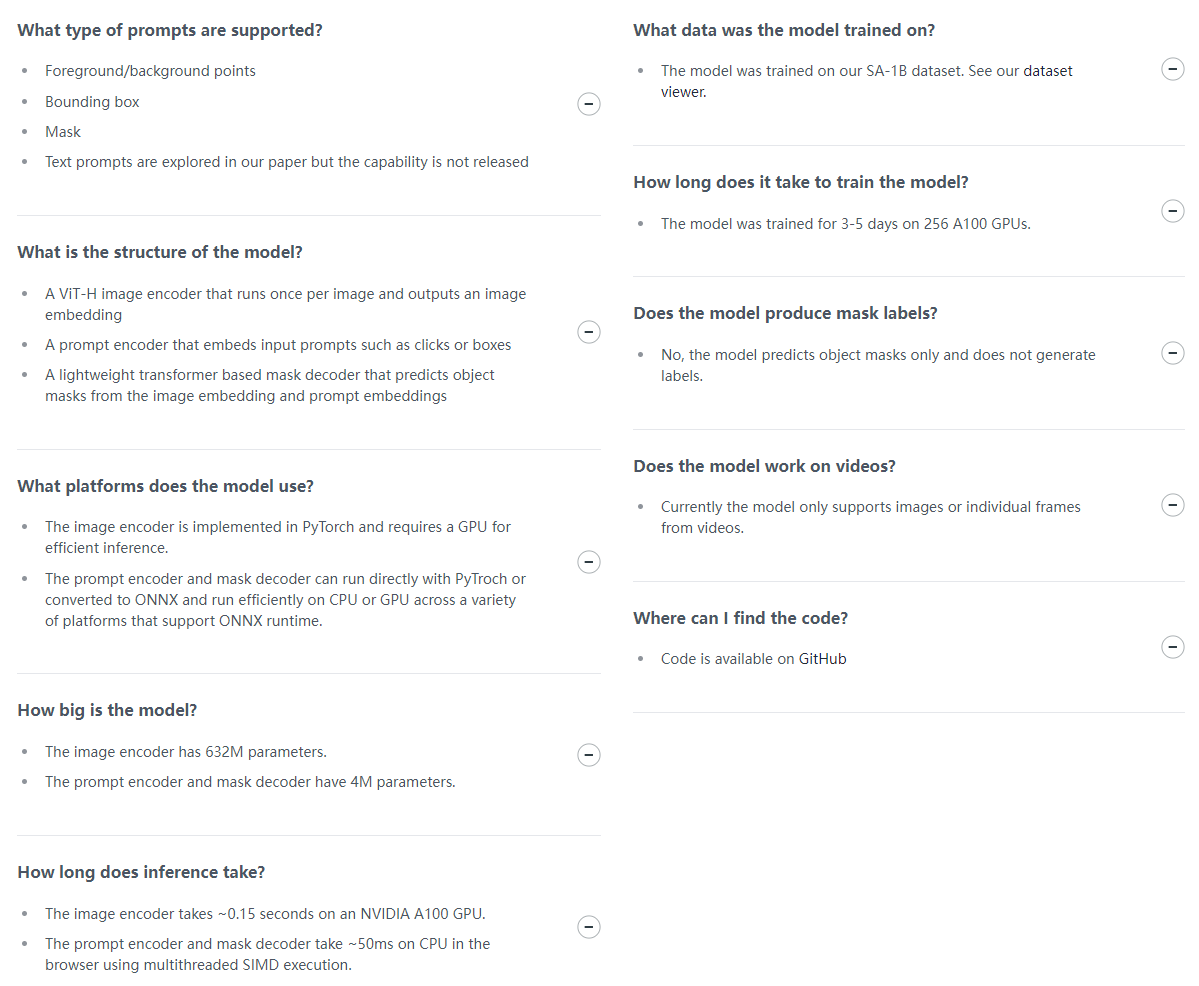 What type of prompts are supported?
Foreground/background points
Bounding box
Mask
Text prompts are explored in our paper but the capability is not released
What is the structure of the model?
A ViT-H image encoder that runs once per image and outputs an image
embedding
A prompt encoder that embeds input prompts such as clicks or boxes
A lightweight transformer based mask decoder that predicts object
masks from the image embedding and prompt embeddings
What platforms does the model use?
The image encoder is implemented in PyTorch and requires a GPU for
efficient inference.
The prompt encoder and mask decoder can run directly with PyTroch or
converted to ONNX and run efficiently on CPU or GPU across a variety
of platforms that support ONNX runtime.
How big is the model?
The image encoder has 632M parameters.
The prompt encoder and mask decoder have 4M parameters.
How long does inference take?
The image encoder takes ~0.15 seconds on an NVIDIA A100 GPU.
The prompt encoder and mask decoder take ~50ms on CPU in the
browser using multithreaded SIMD execution.
What data was the model trained on?
The model was trained on our SA-1B dataset. See our dataset
viewer.
How long does it take to train the model?
The model was trained for 3-5 days on 256 A100 GPUs.
Does the model produce mask labels?
No, the model predicts object masks only and does not generate
labels.
Does the model work on videos?
Currently the model only supports images or individual frames
from videos.
Where can I find the code?
Code is available on GitHub